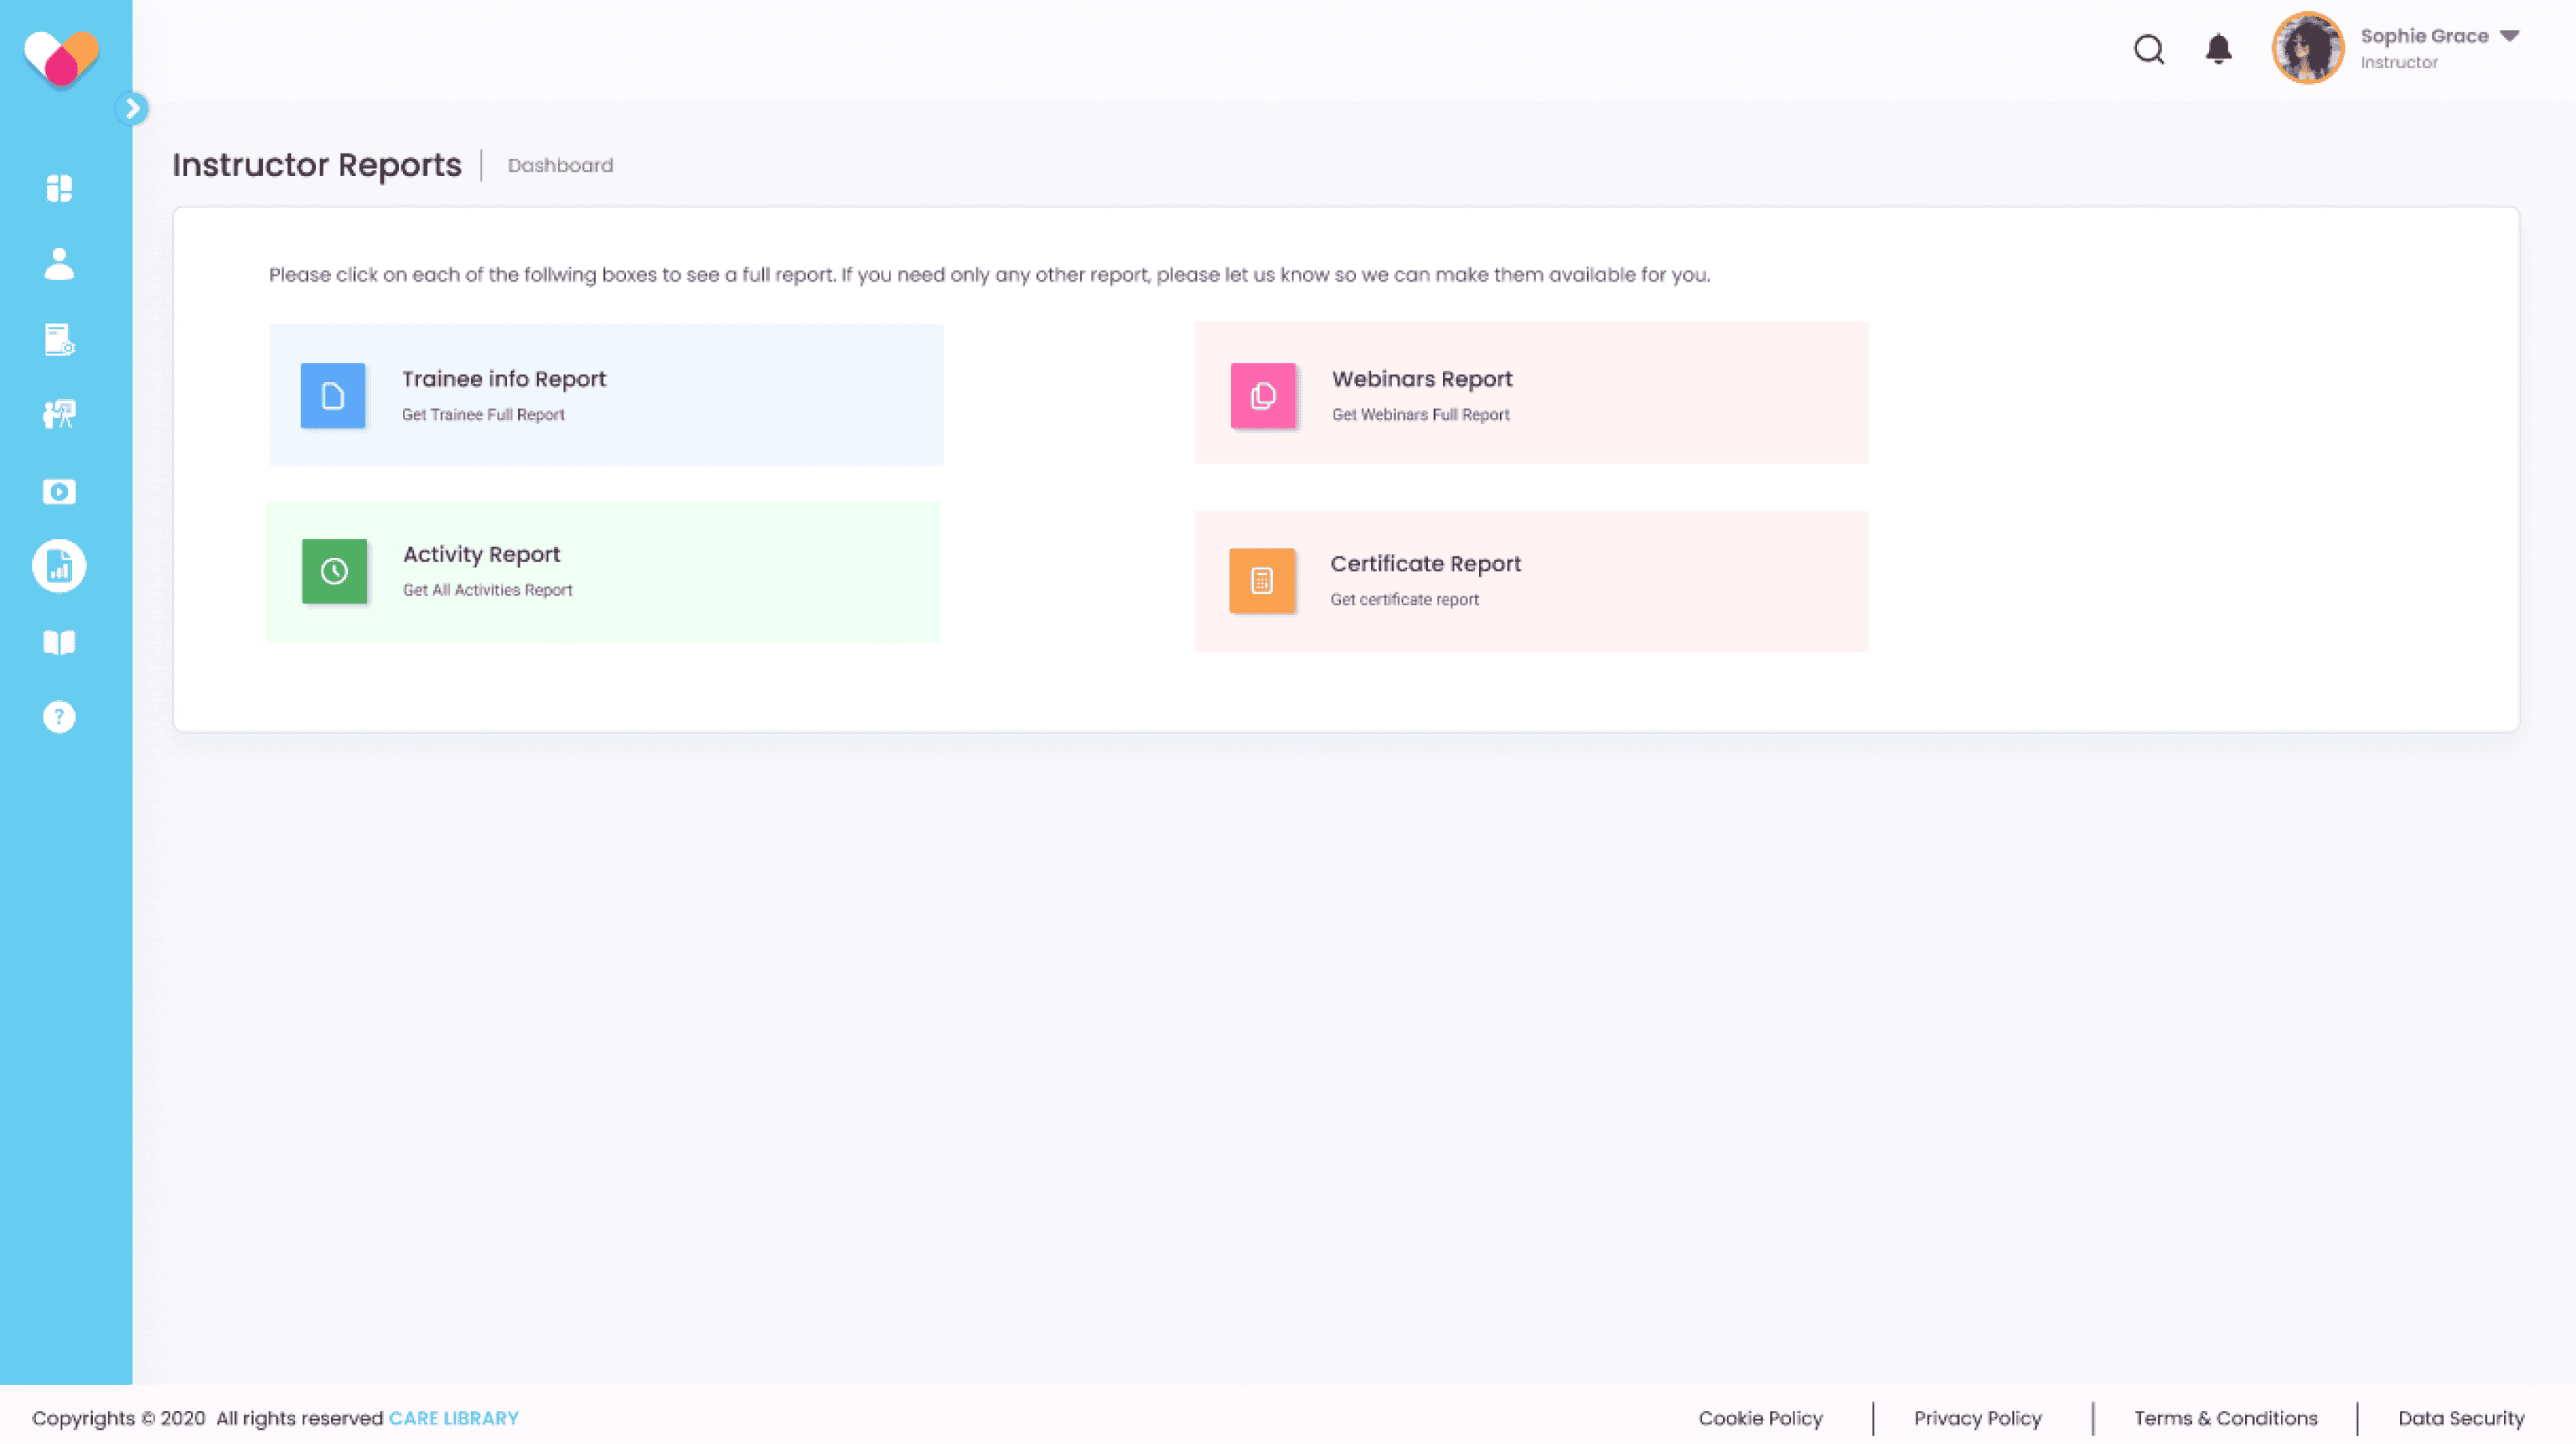 Sophie Grace
Instructor
Instructor Reports
Dashboard
Please click on each of the follwing boxes to see a full report. If you need only any other report, please let us know so we can make them available for you.
Trainee info Report
Get Trainee Full Report
Webinars Report
Get Webinars Full Report
Activity Report
Get All Activities Report
Certificate Report
Get certificate report
?
Copyrights © 2020 All rights reserved CARE LIBRARY
Cookie Policy
Privacy Policy
Terms & Conditions
Data Security